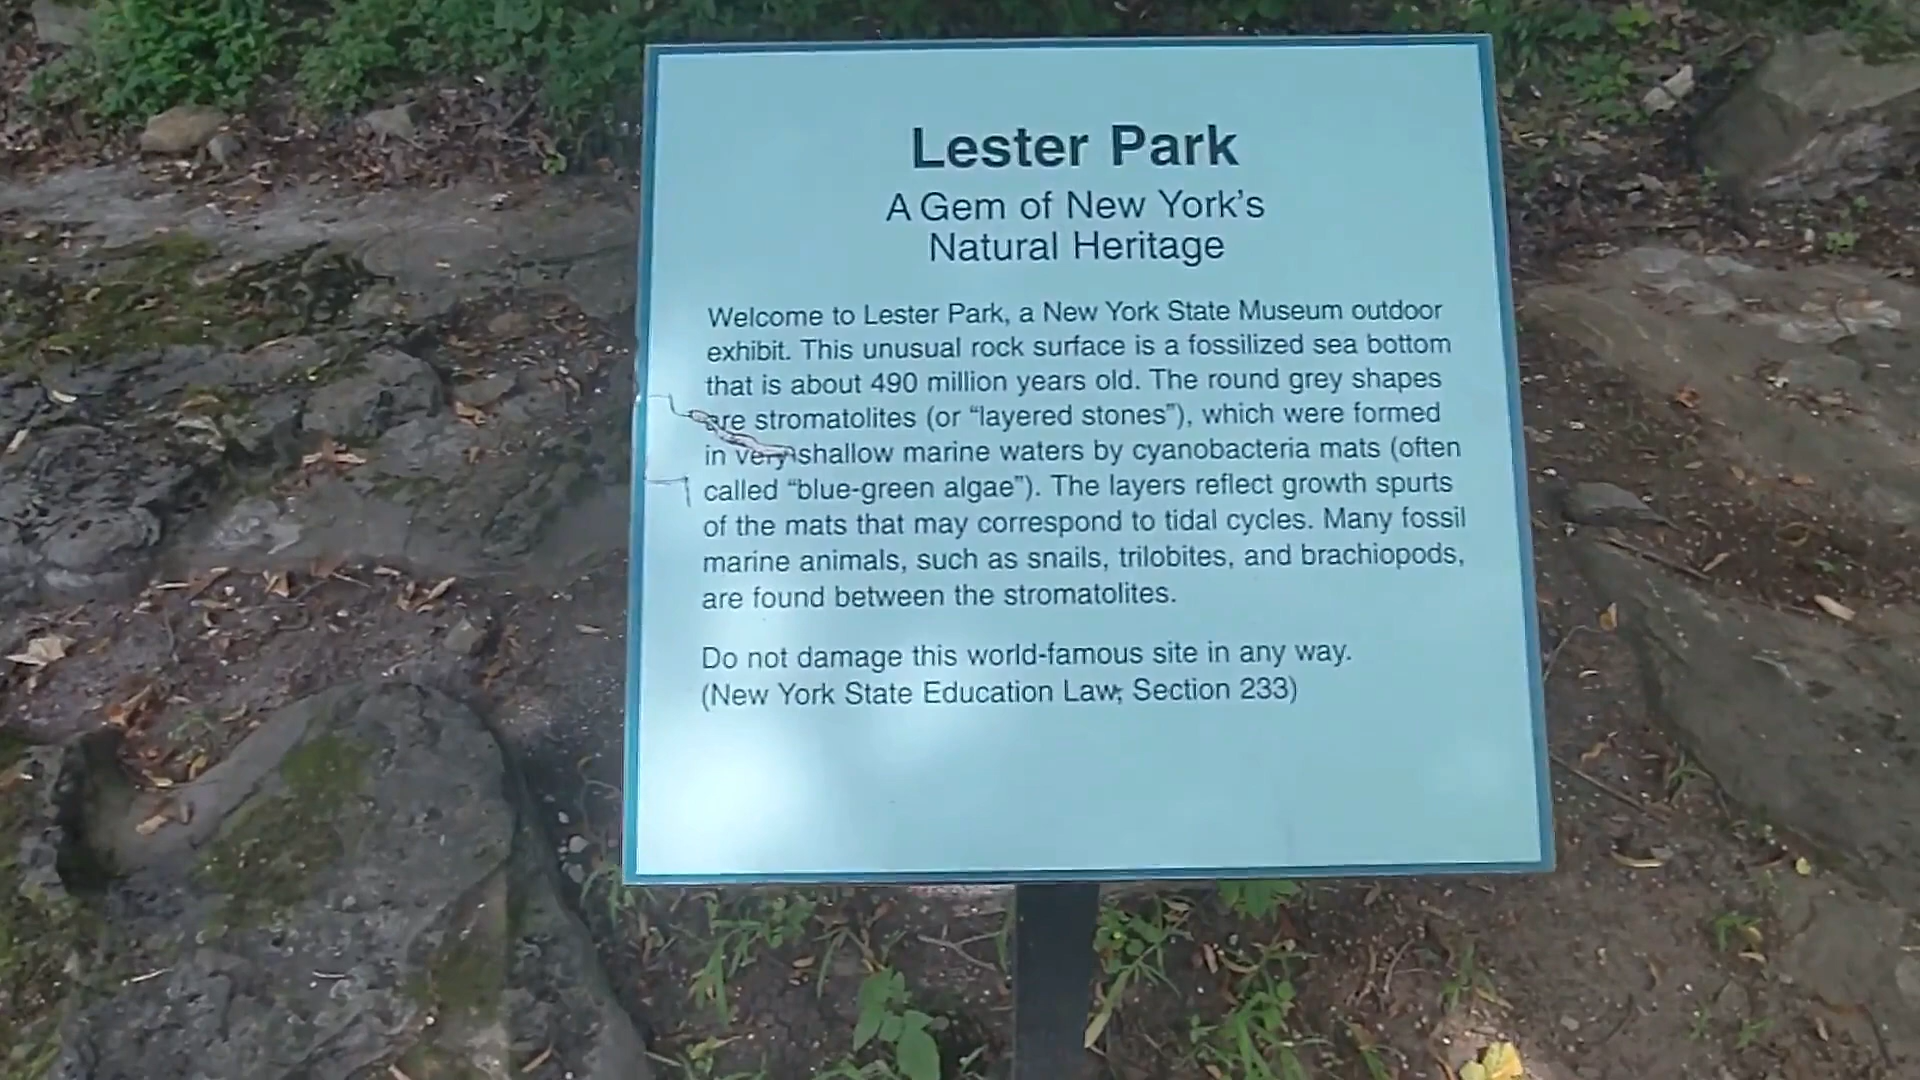 Lester Park
A Gem of New York's
Natural Heritage
Welcome to Lester Park, a New York State Museum outdoor
exhibit. This unusual rock surface is a fossilized sea bottom
that is about 490 million years old. The round grey shapes
are stromatolites (or “layered stones”), which were formed
in very shallow marine waters by cyanobacteria mats (often
called “blue-green algae”). The layers reflect growth spurts
of the mats that may correspond to tidal cycles. Many fossil
marine animals, such as snails, trilobites, and brachiopods,
are found between the stromatolites.
Do not damage this world-famous site in any way.
(New York State Education Law; Section 233)